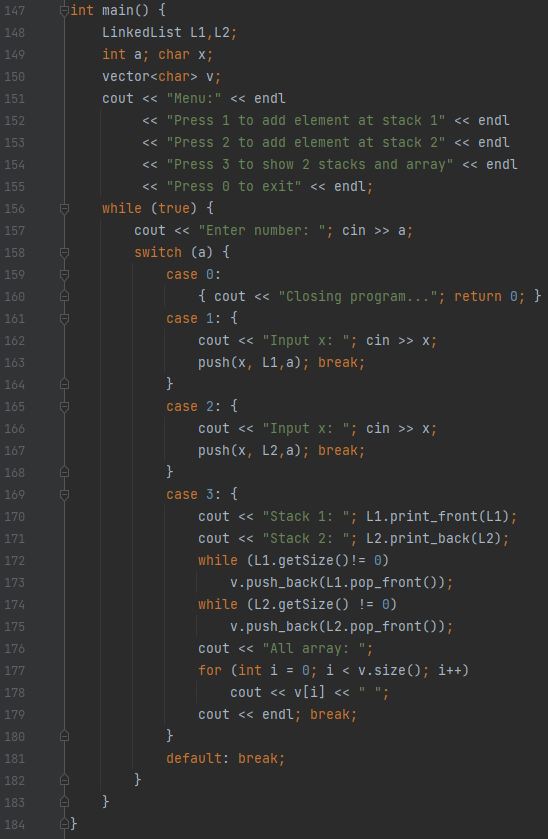 147 int main() {
148     LinkedList L1,L2;
149     int a; char x;
150     vector<char> v;
151     cout << "Menu:" << endl
152          << "Press 1 to add element at stack 1" << endl
153          << "Press 2 to add element at stack 2" << endl
154          << "Press 3 to show 2 stacks and array" << endl
155          << "Press 0 to exit" << endl;
156     while (true) {
157         cout << "Enter number: "; cin >> a;
158         switch (a) {
159             case 0:
160                 { cout << "Closing program..."; return 0; }
161             case 1: {
162                 cout << "Input x: "; cin >> x;
163                 push(x, L1,a); break;
164             }
165             case 2: {
166                 cout << "Input x: "; cin >> x;
167                 push(x, L2,a); break;
168             }
169             case 3: {
170                 cout << "Stack 1: "; L1.print_front(L1);
171                 cout << "Stack 2: "; L2.print_back(L2);
172                 while (L1.getSize()!= 0)
173                     v.push_back(L1.pop_front());
174                 while (L2.getSize() != 0)
175                     v.push_back(L2.pop_front());
176                 cout << "All array: ";
177                 for (int i = 0; i < v.size(); i++)
178                     cout << v[i] << " ";
179                 cout << endl; break;
180             }
181             default: break;
182         }
183     }
184 }